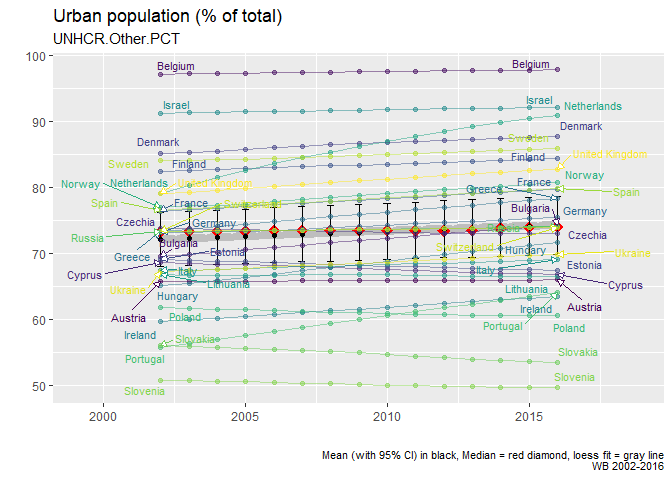 Urban population (% of total)
UNHCR.Other.PCT
100
90
80
70
60
50
Belgium
Belgium
Israel
Israel
Netherlands
Denmark
Denmark
Sweden
Sweden
Finland
Finland
United Kingdom
Norway
Netherlands
United Kingdom
France
Norway
Greece
Spain
Spain
France
Switzerland
Bulgaria
Germany
Czechia
Germany
Russia
Russia
Czechia
Bulgaria
Switzerland
Hungary
Greece
Estonia
Ukraine
Cyprus
Italy
Italy
Estonia
Ukraine
Lithuania
Lithuania
Cyprus
Hungary
Austria
Poland
Ireland
Austria
Ireland
Slovakia
Portugal
Poland
Portugal
Slovakia
Slovenia
Slovenia
2000
2005
2010
2015
Mean (with 95% CI) in black, Median = red diamond, loess fit = gray line
WB 2002-2016